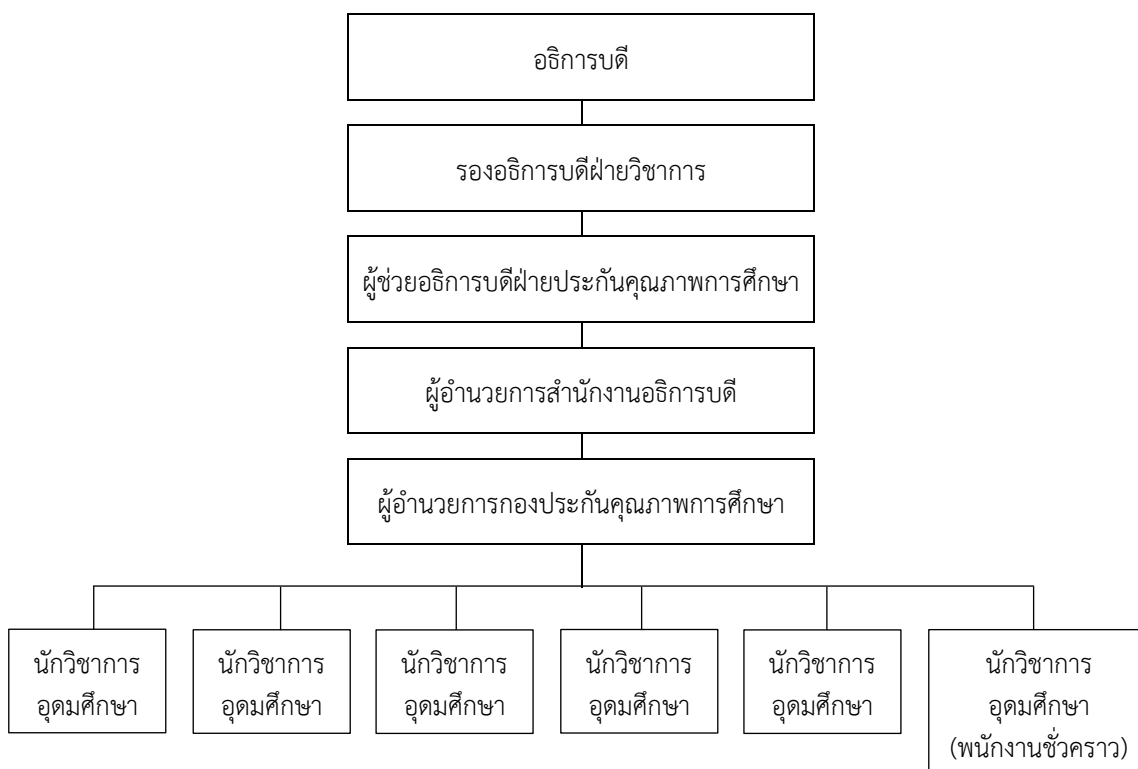 อธิการบดี
รองอธิการบดีฝ่ายวิชาการ
ผู้ช่วยอธิการบดีฝ่ายประกันคุณภาพการศึกษา
ผู้อำนวยการสำนักงานอธิการบดี
ผู้อำนวยการกองประกันคุณภาพการศึกษา
นักวิชาการ
อุดมศึกษา
นักวิชาการ
อุดมศึกษา
นักวิชาการ
อุดมศึกษา
นักวิชาการ
อุดมศึกษา
นักวิชาการ
อุดมศึกษา
นักวิชาการ
อุดมศึกษา
(พนักงานชั่วคราว)